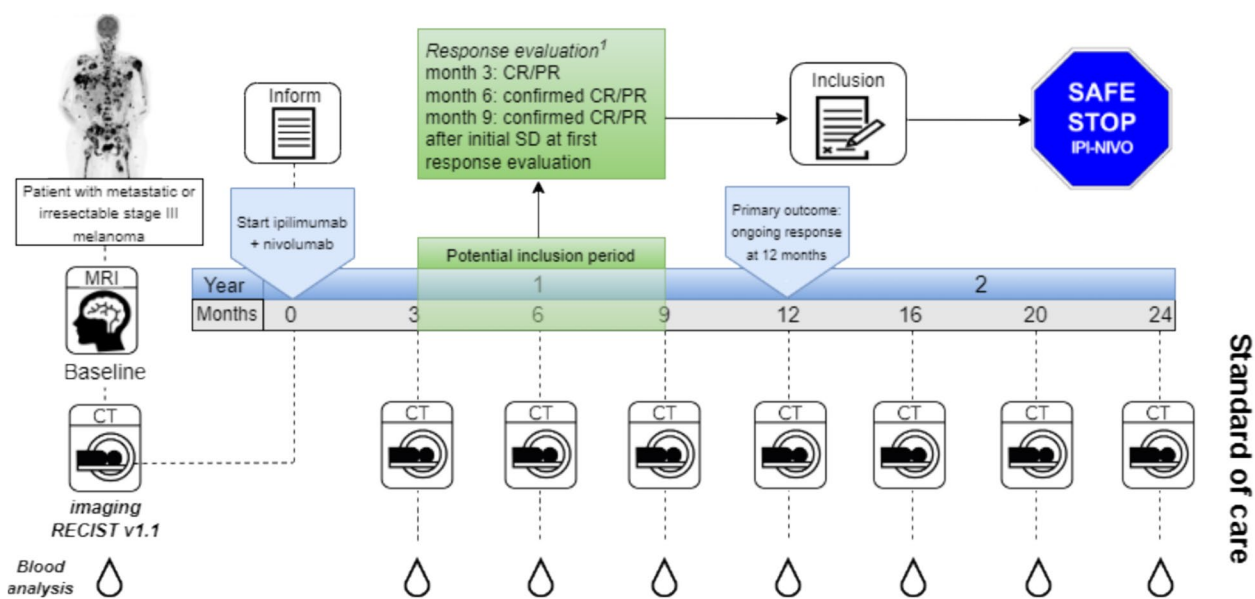 Response evaluation1
month 3: CR/PR
month 6: confirmed CR/PR
month 9: confirmed CR/PR
after initial SD at first
response evaluation
Inform
Inclusion
SAFE
STOP
IPI-NIVO
Patient with metastatic or
irresectable stage III
melanoma
Start ipilimumab
+ nivolumab
Primary outcome:
ongoing response
at 12 months
Potential inclusion period
MRI
Baseline
Year 1 2
Months 0 3 6 9 12 16 20 24
CT CT CT CT CT CT CT CT
imaging
RECIST v1.1
Blood
analysis
Standard of care